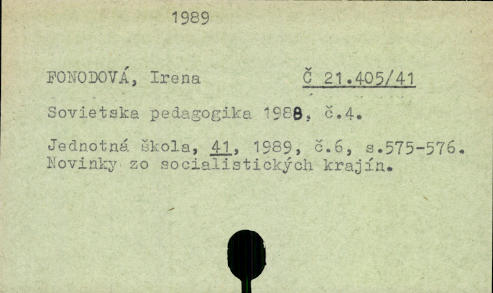 1989
FONODOVÁ, Irena Č 21.405/41
Sovietska pedagogika 1988, č.4.
Jednotná škola, 41, 1989, č.6, s.575-576.
Novinky zo socialistických krajín.